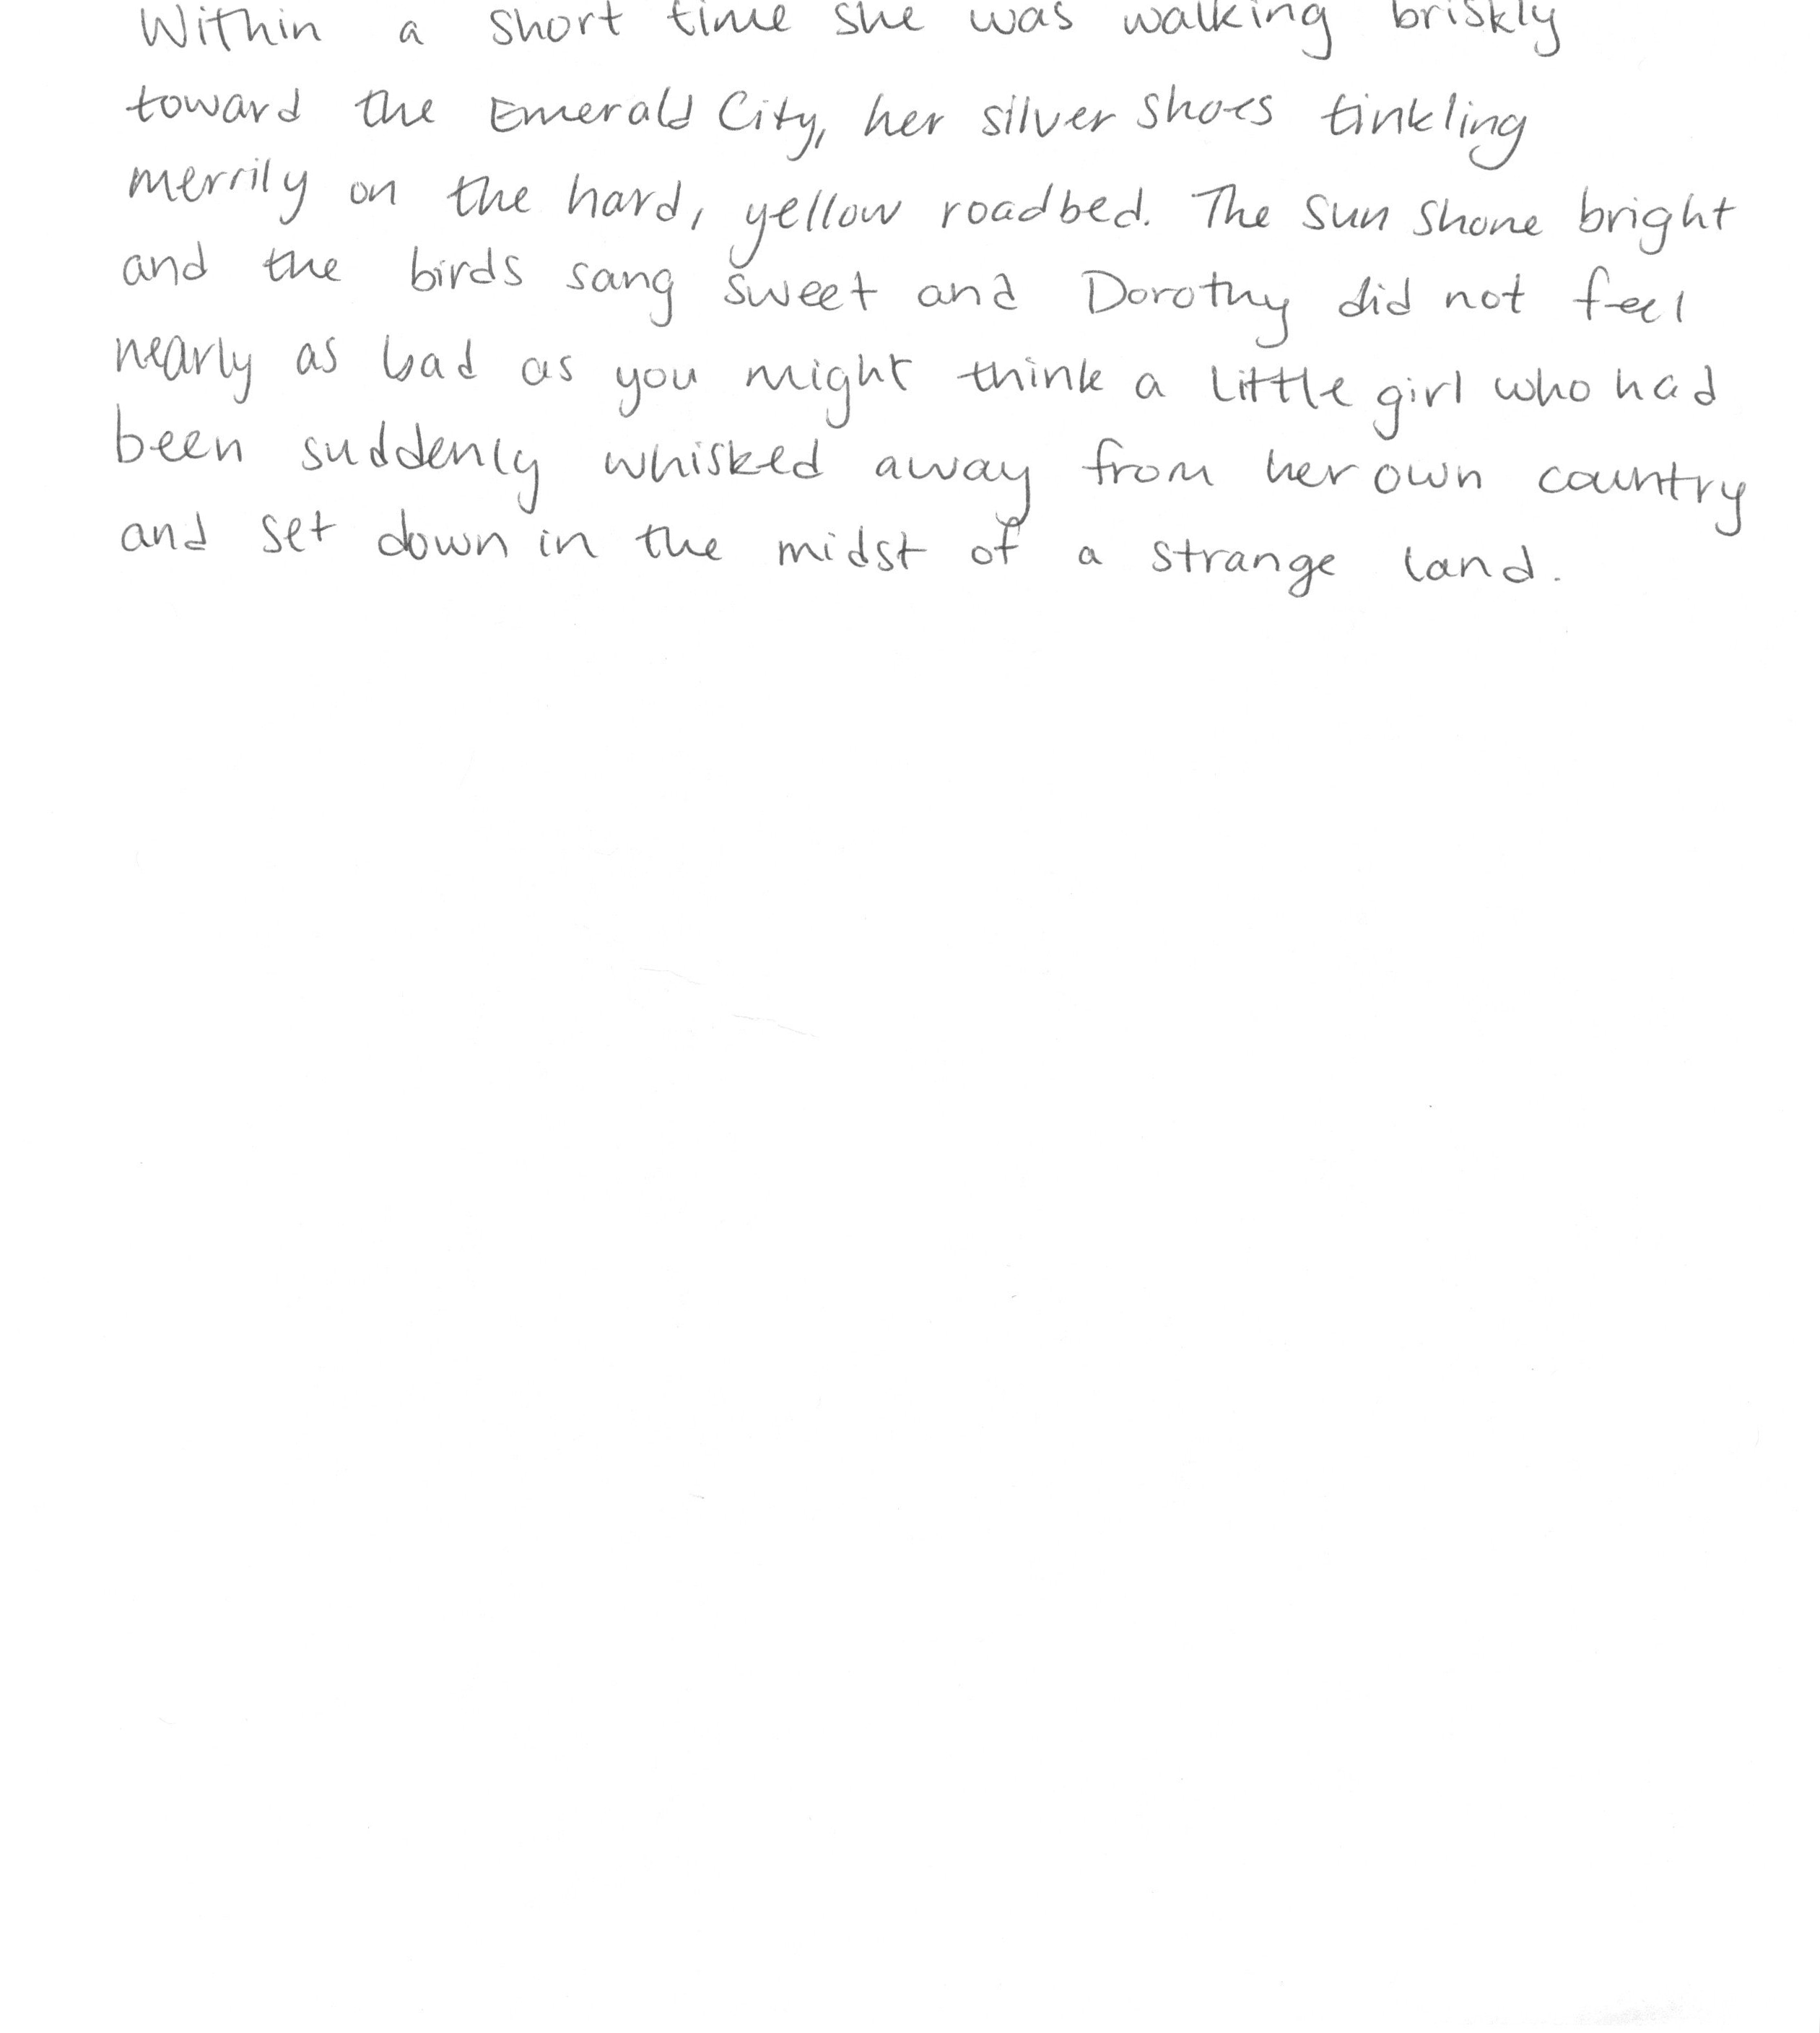 Within a short time she was walking briskly
toward the Emerald City, her silver shoes tinkling
merrily on the hard, yellow roadbed. The sun shone bright
and the birds sang sweet and Dorothy did not feel
nearly as bad as you might think a little girl who had
been suddenly whisked away from her own country
and set down in the midst of a strange land.